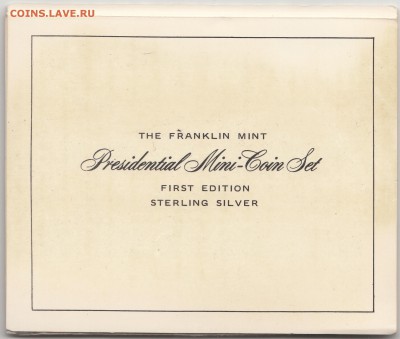 COINS.LAVE.RU
THE FRANKLIN MINT
Presidential Mini-Coin Set
FIRST EDITION
STERLING SILVER